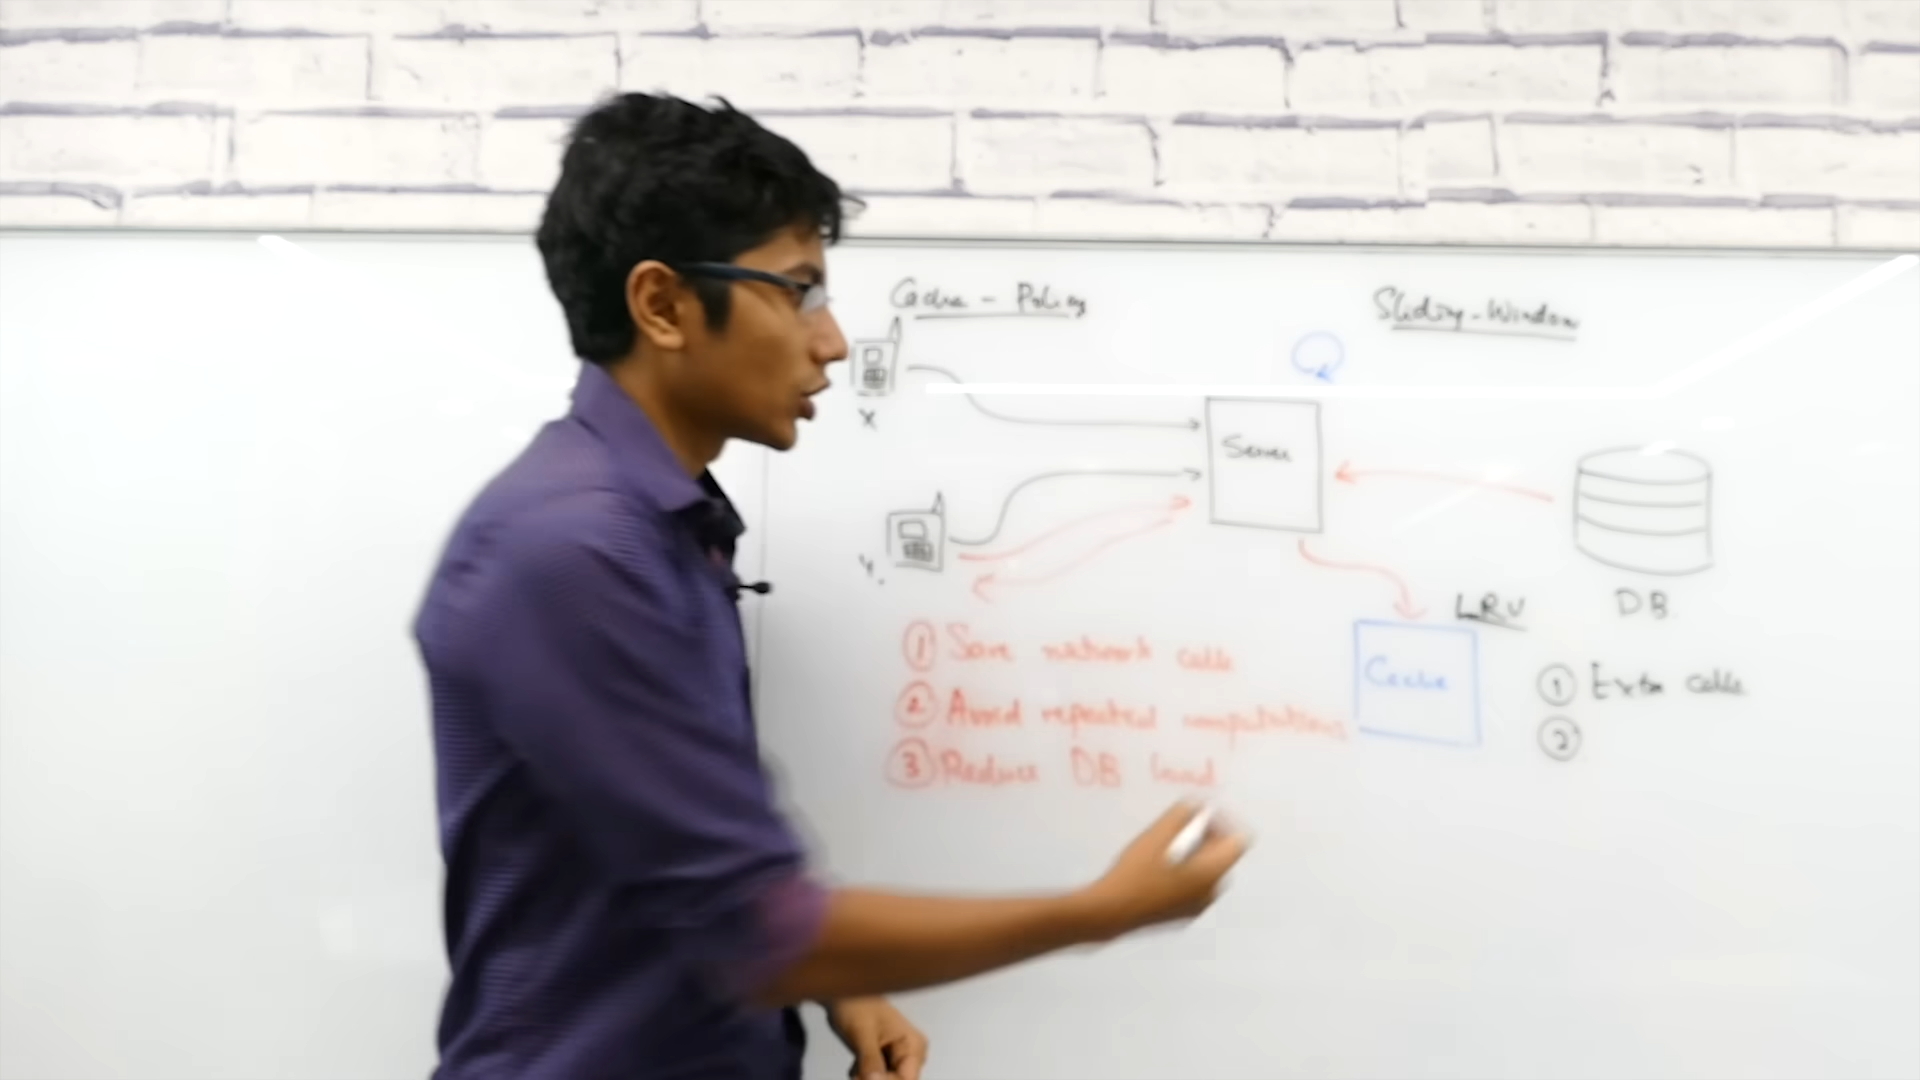 Cache - Policy
Sliding - Window
X
Server
Y.
DB.
LRU
① Save network calls
② Avoid repeated computations
③ Reduce DB load
Cache
① Extra calls
②